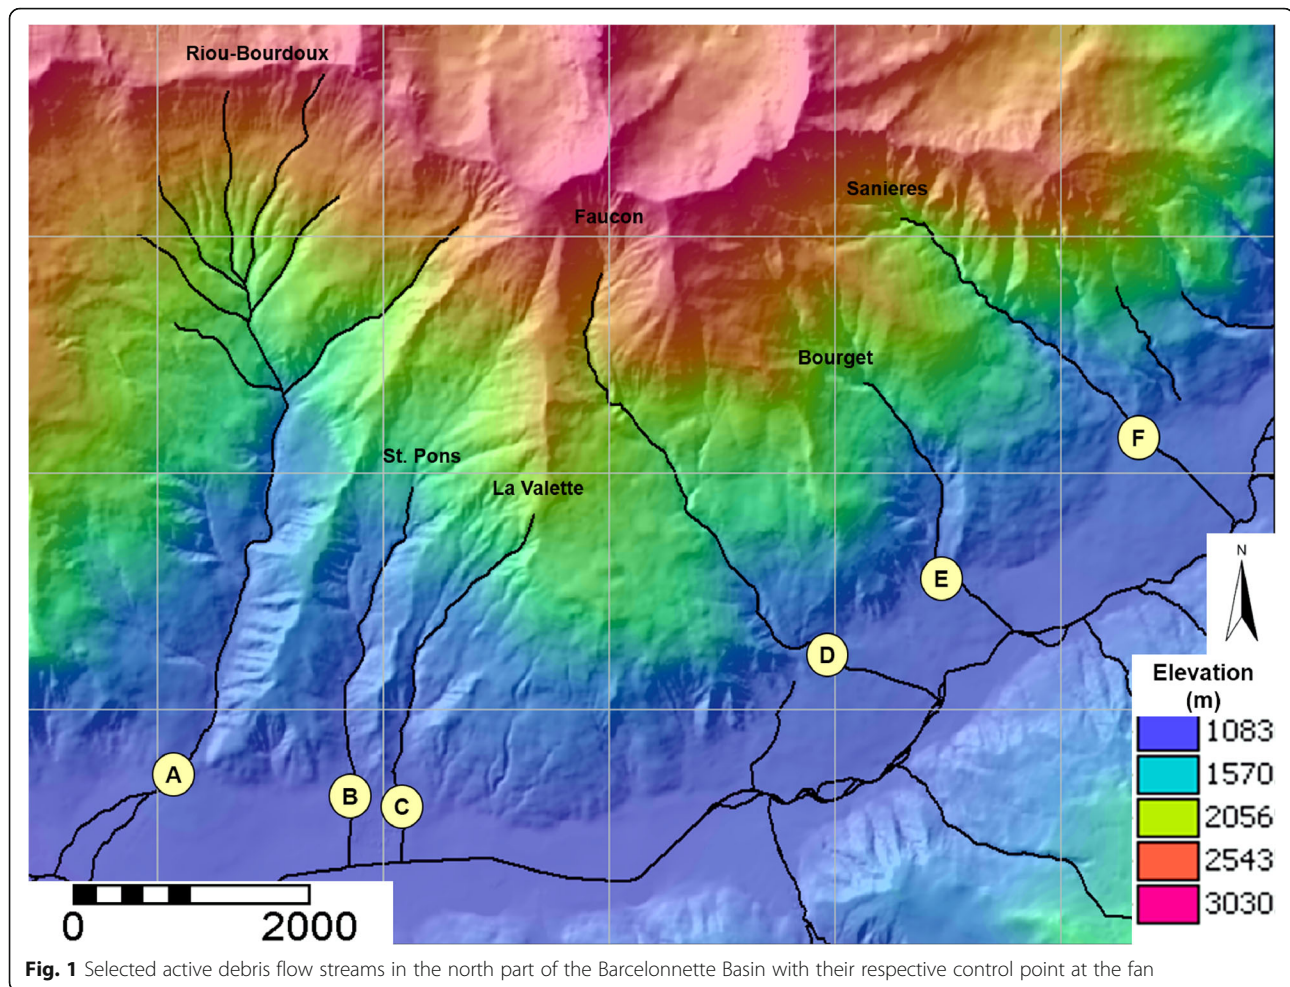 Riou-Bourdoux
Sanieres
Faucon
Bourget
St. Pons
La Valette
F
E
D
A
B
C
N
Elevation
(m)
1083
1570
2056
2543
3030
0 2000
Fig. 1 Selected active debris flow streams in the north part of the Barcelonnette Basin with their respective control point at the fan